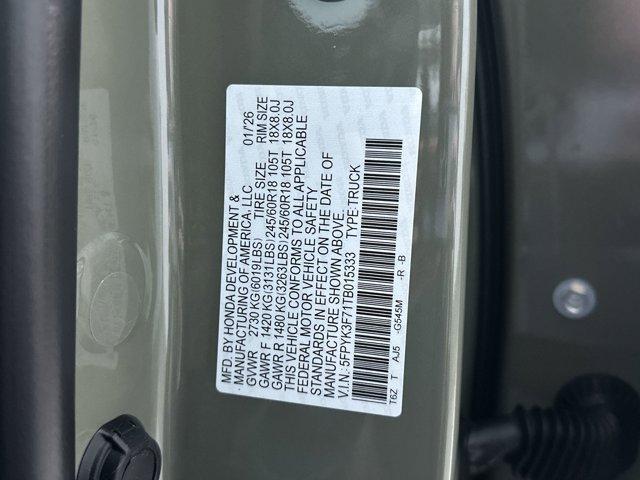 MFD. BY HONDA DEVELOPMENT &
MANUFACTURING OF AMERICA, LLC 01/26
GVWR 2730 KG(6019LBS) TIRE SIZE RIM SIZE
GAWR F 1420 KG(3131LBS) 245/60R18 105T 18X8.0J
GAWR R 1480 KG(3263LBS) 245/60R18 105T 18X8.0J
THIS VEHICLE CONFORMS TO ALL APPLICABLE
FEDERAL MOTOR VEHICLE SAFETY
STANDARDS IN EFFECT ON THE DATE OF
MANUFACTURE SHOWN ABOVE.
V.I.N.: 5FPYK3F71TB015333 TYPE:TRUCK
T6Z T AJ5 -G545M -R -B